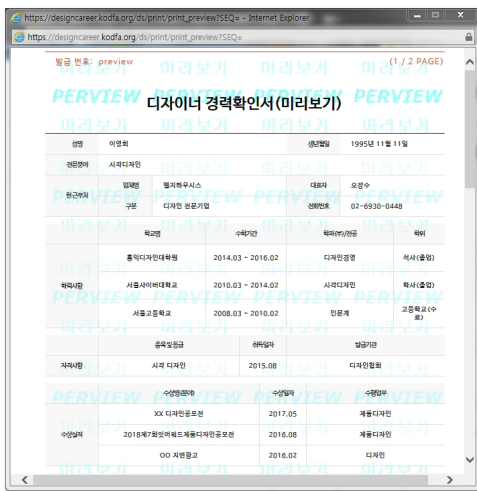 https://designcareer.kodfa.org/ds/print/print_preview?SEQ= - Internet Explorer
https://designcareer.kodfa.org/ds/print/print_preview?SEQ=
발급 번호: preview (1 / 2 PAGE)
디자이너 경력확인서(미리보기)
성명 이영희 생년월일 1995년 11월 11일
전문분야 시각디자인
현근무처 업체명 웰지하우시스 대표자 오장수
구분 디자인 전문기업 전화번호 02-6930-0448
학교명 수학기간 학과(부)/전공 학위
학력사항 홍익디자인대학원 2014.03 ~ 2016.02 디자인경영 석사(졸업)
서울사이버대학교 2010.03 ~ 2014.02 시각디자인 학사(졸업)
서울고등학교 2008.03 ~ 2010.02 인문계 고등학교(수료)
종목 및 등급 취득일자 발급기관
자격사항 시각 디자인 2015.08 디자인협회
수상명(분야) 수상일자 수행업무
수상실적 XX 디자인공모전 2017.05 제품디자인
2018제7회잇어워드제품디자인공모전 2016.08 제품디자인
OO 지면광고 2016.02 디자인
미리보기
PERVIEW